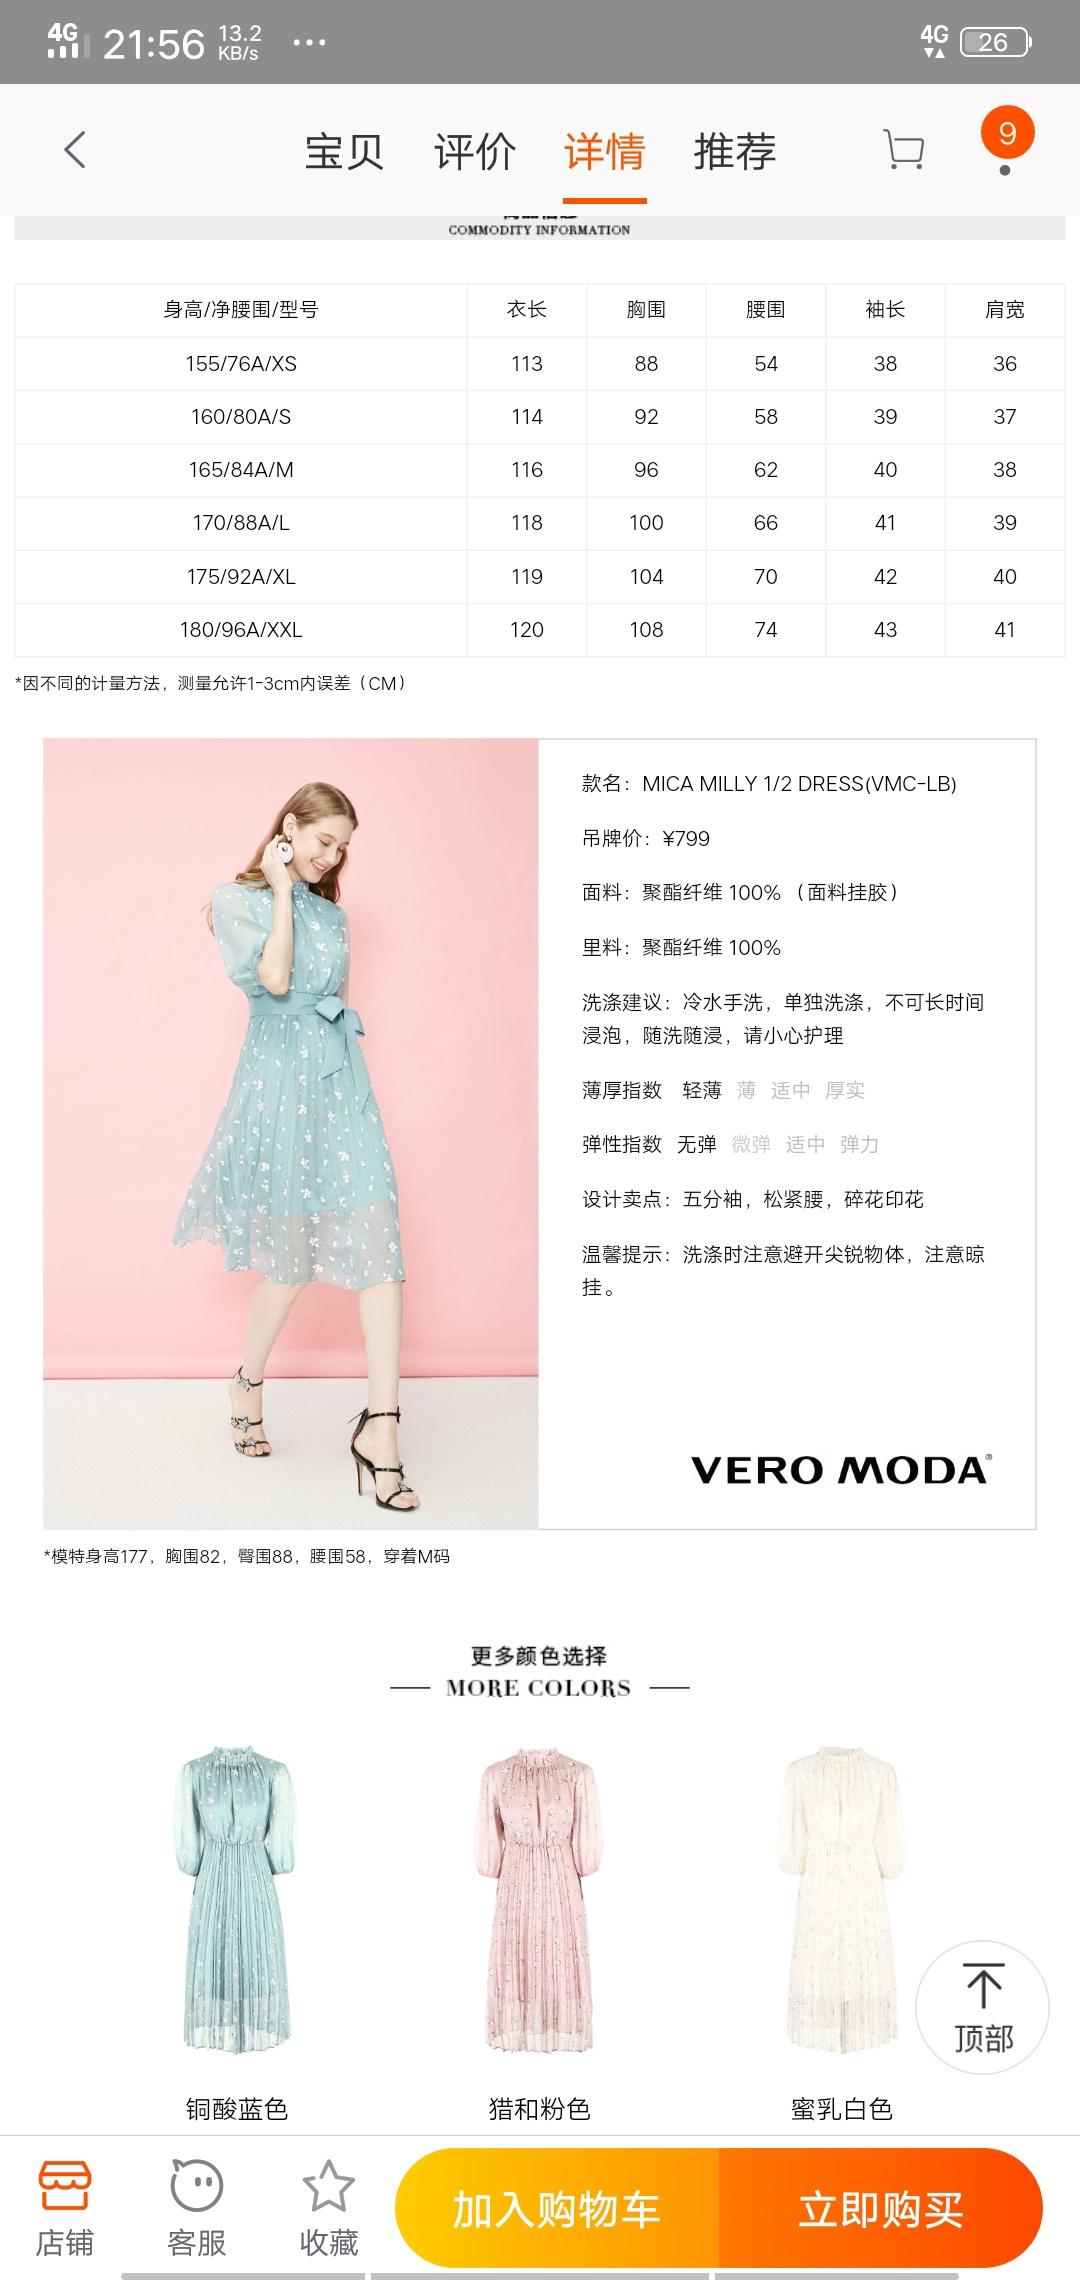 4G 21:56 13.2 KB/s ... 4G 26
宝贝 评价 详情 推荐 9
COMMODITY INFORMATION
身高/净腰围/型号 衣长 胸围 腰围 袖长 肩宽
155/76A/XS 113 88 54 38 36
160/80A/S 114 92 58 39 37
165/84A/M 116 96 62 40 38
170/88A/L 118 100 66 41 39
175/92A/XL 119 104 70 42 40
180/96A/XXL 120 108 74 43 41
*因不同的计量方法，测量允许1-3cm内误差（CM）
款名：MICA MILLY 1/2 DRESS(VMC-LB)
吊牌价：¥799
面料：聚酯纤维 100% （面料挂胶）
里料：聚酯纤维 100%
洗涤建议：冷水手洗，单独洗涤，不可长时间
浸泡，随洗随浸，请小心护理
薄厚指数 轻薄 薄 适中 厚实
弹性指数 无弹 微弹 适中 弹力
设计卖点：五分袖，松紧腰，碎花印花
温馨提示：洗涤时注意避开尖锐物体，注意晾
挂。
VERO MODA®
*模特身高177，胸围82，臀围88，腰围58，穿着M码
更多颜色选择
MORE COLORS
铜酸蓝色 猎和粉色 蜜乳白色
顶部
店铺 客服 收藏 加入购物车 立即购买